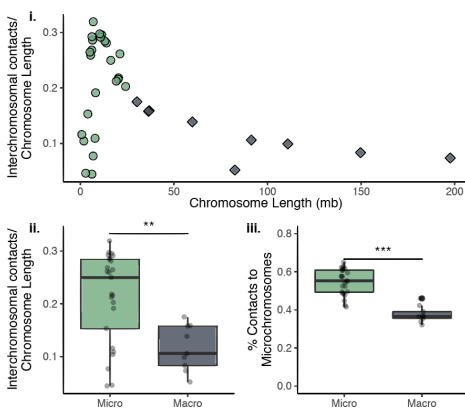 i.
Interchromosomal contacts/
Chromosome Length
0.3
0.2
0.1
0
50
100
150
200
Chromosome Length (mb)
ii.
Interchromosomal contacts/
Chromosome Length
0.3
0.2
0.1
**
Micro
Macro
iii.
% Contacts to
Microchromosomes
0.8
0.6
0.4
0.2
0.0
***
Micro
Macro